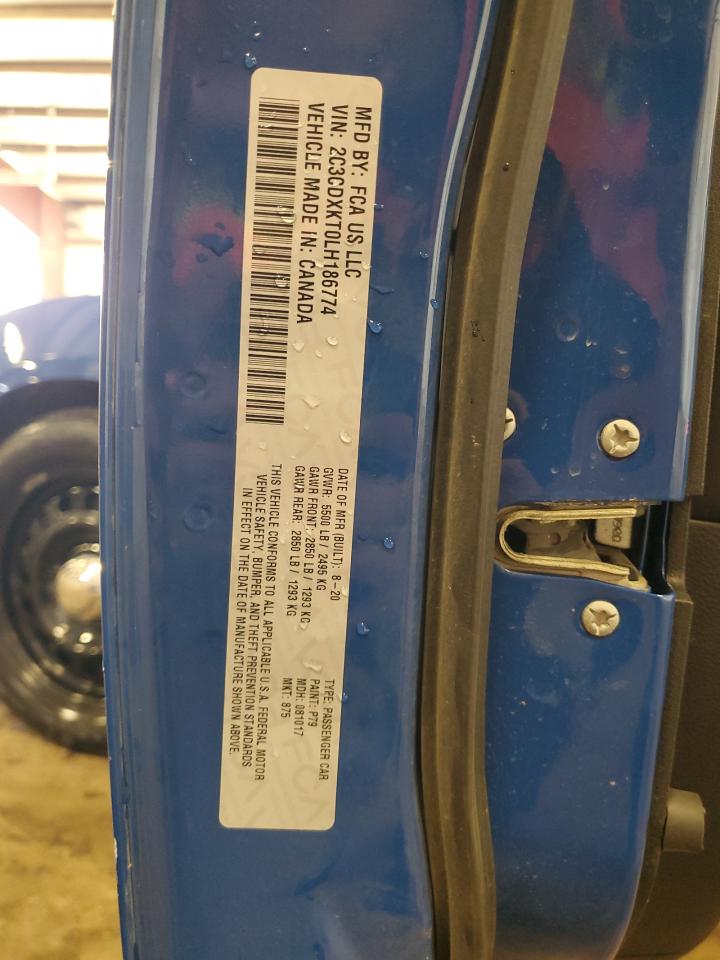 MFD BY: FCA US LLC
VIN: 2C3CDXKT0LH186774
VEHICLE MADE IN: CANADA
DATE OF MFR (BUILT): 8-20
GVWR: 5500 LB / 2495 KG
GAWR FRONT: 2850 LB / 1293 KG
GAWR REAR: 2850 LB / 1293 KG
TYPE: PASSENGER CAR
PAINT: P79
MDH: 081017
MKT: 875
THIS VEHICLE CONFORMS TO ALL APPLICABLE U.S.A. FEDERAL MOTOR
VEHICLE SAFETY, BUMPER, AND THEFT PREVENTION STANDARDS
IN EFFECT ON THE DATE OF MANUFACTURE SHOWN ABOVE.